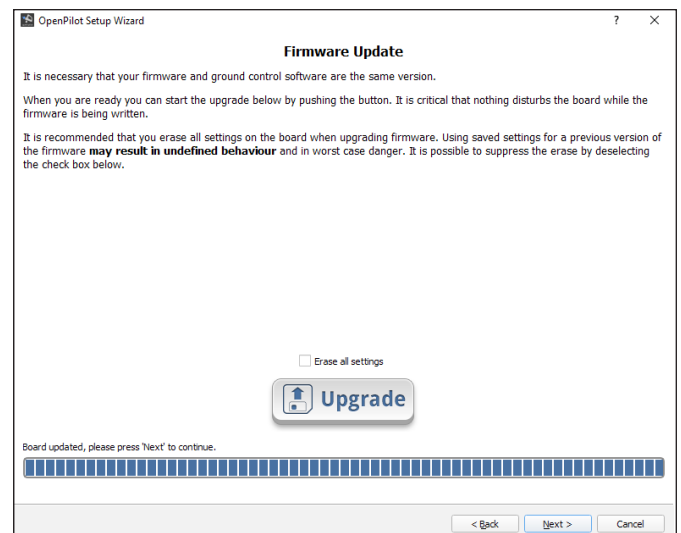 OpenPilot Setup Wizard ? ×
Firmware Update
It is necessary that your firmware and ground control software are the same version.
When you are ready you can start the upgrade below by pushing the button. It is critical that nothing disturbs the board while the
firmware is being written.
It is recommended that you erase all settings on the board when upgrading firmware. Using saved settings for a previous version of
the firmware may result in undefined behaviour and in worst case danger. It is possible to suppress the erase by deselecting
the check box below.
Erase all settings
Upgrade
Board updated, please press 'Next' to continue.
< Back Next > Cancel